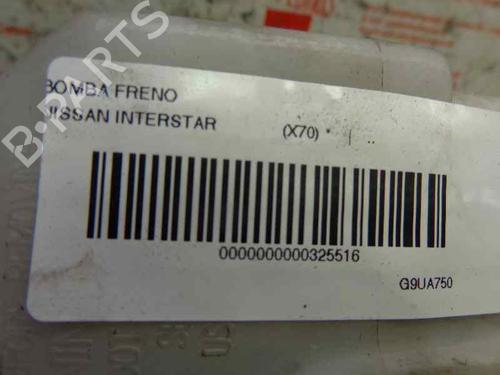 BOMBA FRENO
NISSAN INTERSTAR (X70) *
0000000000325516
G9UA750
B-PARTS